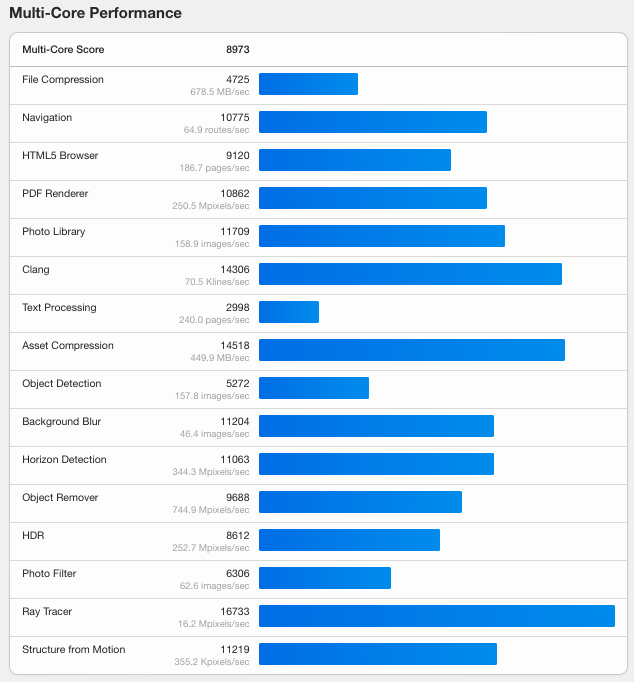 Multi-Core Performance
Multi-Core Score 8973
File Compression 4725
678.5 MB/sec
Navigation 10775
64.9 routes/sec
HTML5 Browser 9120
186.7 pages/sec
PDF Renderer 10862
250.5 Mpixels/sec
Photo Library 11709
158.9 images/sec
Clang 14306
70.5 Klines/sec
Text Processing 2998
240.0 pages/sec
Asset Compression 14518
449.9 MB/sec
Object Detection 5272
157.8 images/sec
Background Blur 11204
46.4 images/sec
Horizon Detection 11063
344.3 Mpixels/sec
Object Remover 9688
744.9 Mpixels/sec
HDR 8612
252.7 Mpixels/sec
Photo Filter 6306
62.6 images/sec
Ray Tracer 16733
16.2 Mpixels/sec
Structure from Motion 11219
355.2 Kpixels/sec